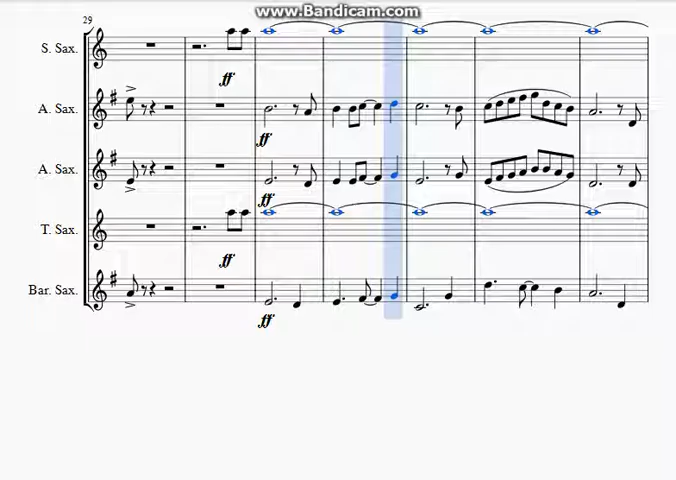 www.Bandicam.com
29
S. Sax.
ff
A. Sax.
ff
A. Sax.
ff
T. Sax.
ff
Bar. Sax.
ff